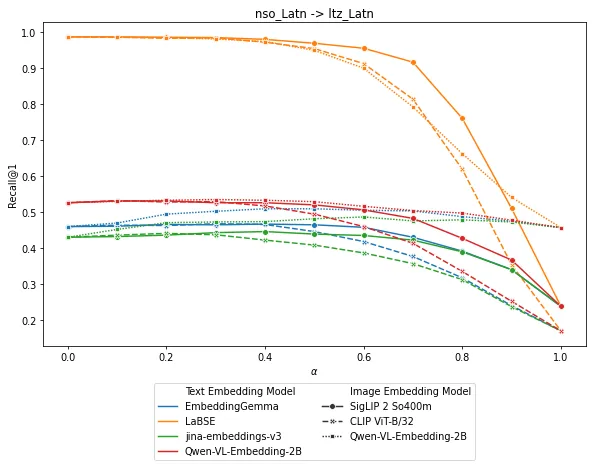 nso_Latn -> ltz_Latn
Recall@1
1.0
0.9
0.8
0.7
0.6
0.5
0.4
0.3
0.2
0.0 0.2 0.4 0.6 0.8 1.0
α
Text Embedding Model Image Embedding Model
EmbeddingGemma SigLIP 2 So400m
LaBSE CLIP ViT-B/32
jina-embeddings-v3 Qwen-VL-Embedding-2B
Qwen-VL-Embedding-2B